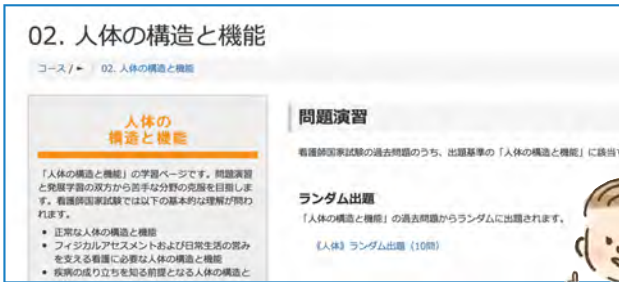 02. 人体の構造と機能
コース / 02. 人体の構造と機能
人体の
構造と機能
「人体の構造と機能」の学習ページです。問題演習
と発展学習の双方から苦手な分野の克服を目指しま
す。看護師国家試験では以下の基本的な理解が問わ
れます。
• 正常な人体の構造と機能
• フィジカルアセスメントおよび日常生活の営み
を支える看護に必要な人体の構造と機能
• 疾病の成り立ちを知る前提となる人体の構造と
問題演習
看護師国家試験の過去問題のうち、出題基準の「人体の構造と機能」に該当
ランダム出題
「人体の構造と機能」の過去問題からランダムに出題されます。
《人体》ランダム出題（10問）